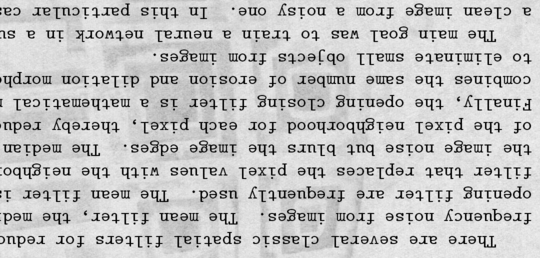 There are several classic spatial filters for reduc
frequency noise from images. The mean filter, the medi
opening filter are frequently used. The mean filter is
filter that replaces the pixel values with the neighbo
the image noise but blurs the image edges. The median
of the pixel neighborhood for each pixel, thereby redu
Finally, the opening closing filter is a mathematical
combines the same number of erosion and dilation morph
to eliminate small objects from images.
The main goal was to train a neural network in a su
a clean image from a noisy one. In this particular cas